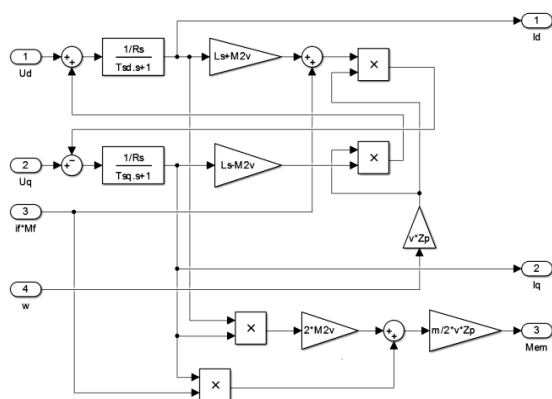 1
Ud
1/Rs
Tsd.s+1
Ls+M2v
1
Id
×
2
Uq
1/Rs
Tsq.s+1
Ls-M2v
×
3
if*Mf
v*Zp
4
w
2
Iq
×
2*M2v
m/2*v*Zp
3
Mem
×